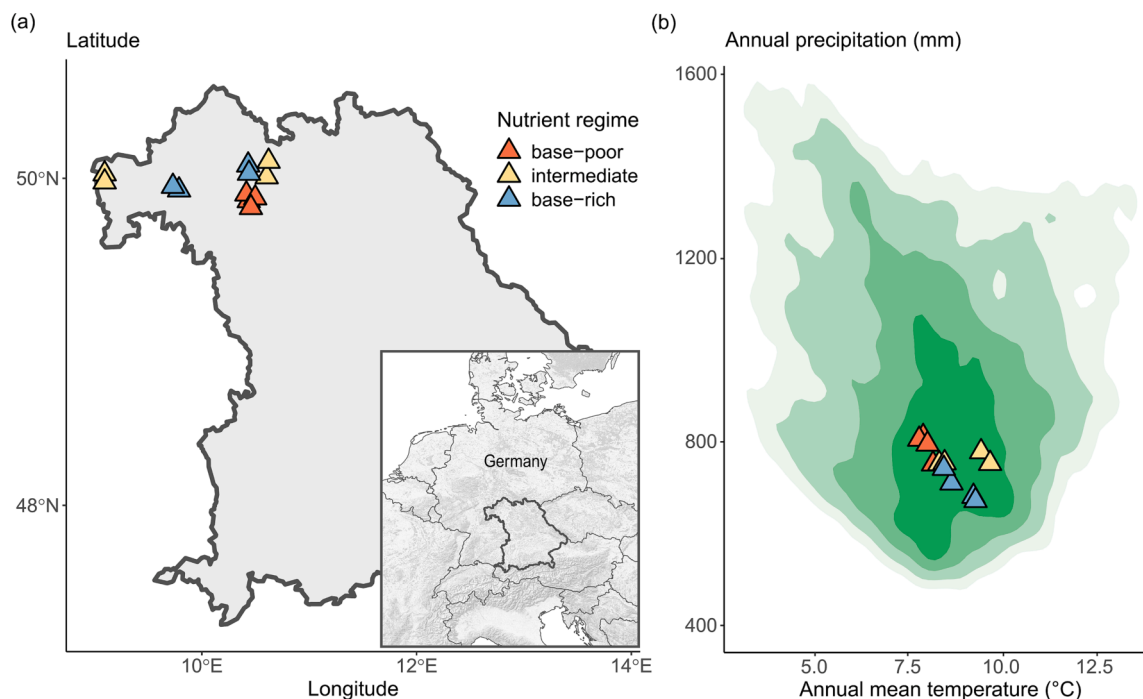 (a)
Latitude
50°N
48°N
Nutrient regime
base−poor
intermediate
base−rich
Germany
10°E
12°E
14°E
Longitude
(b)
Annual precipitation (mm)
1600
1200
800
400
5.0
7.5
10.0
12.5
Annual mean temperature (°C)